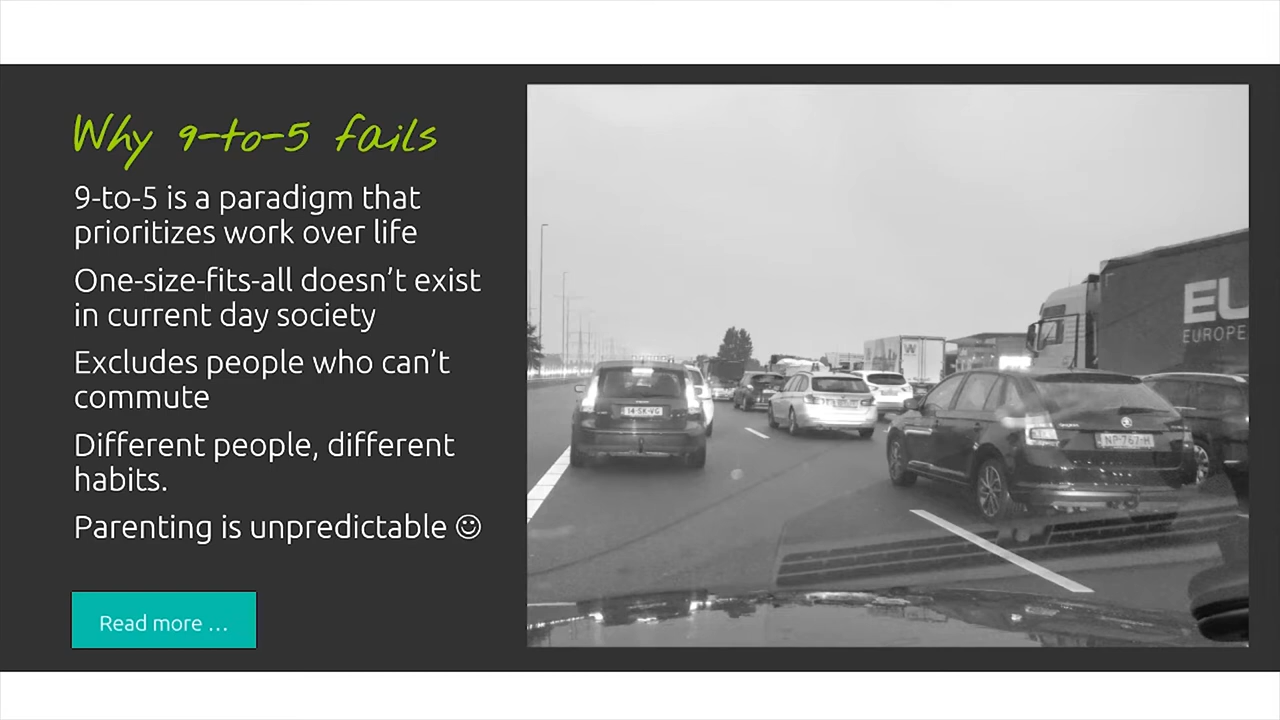 Why 9-to-5 fails
9-to-5 is a paradigm that
prioritizes work over life
One-size-fits-all doesn’t exist
in current day society
Excludes people who can’t
commute
Different people, different
habits.
Parenting is unpredictable ☺
Read more …
EU
EUROPE
W
14-SK-VG
NP-767-H